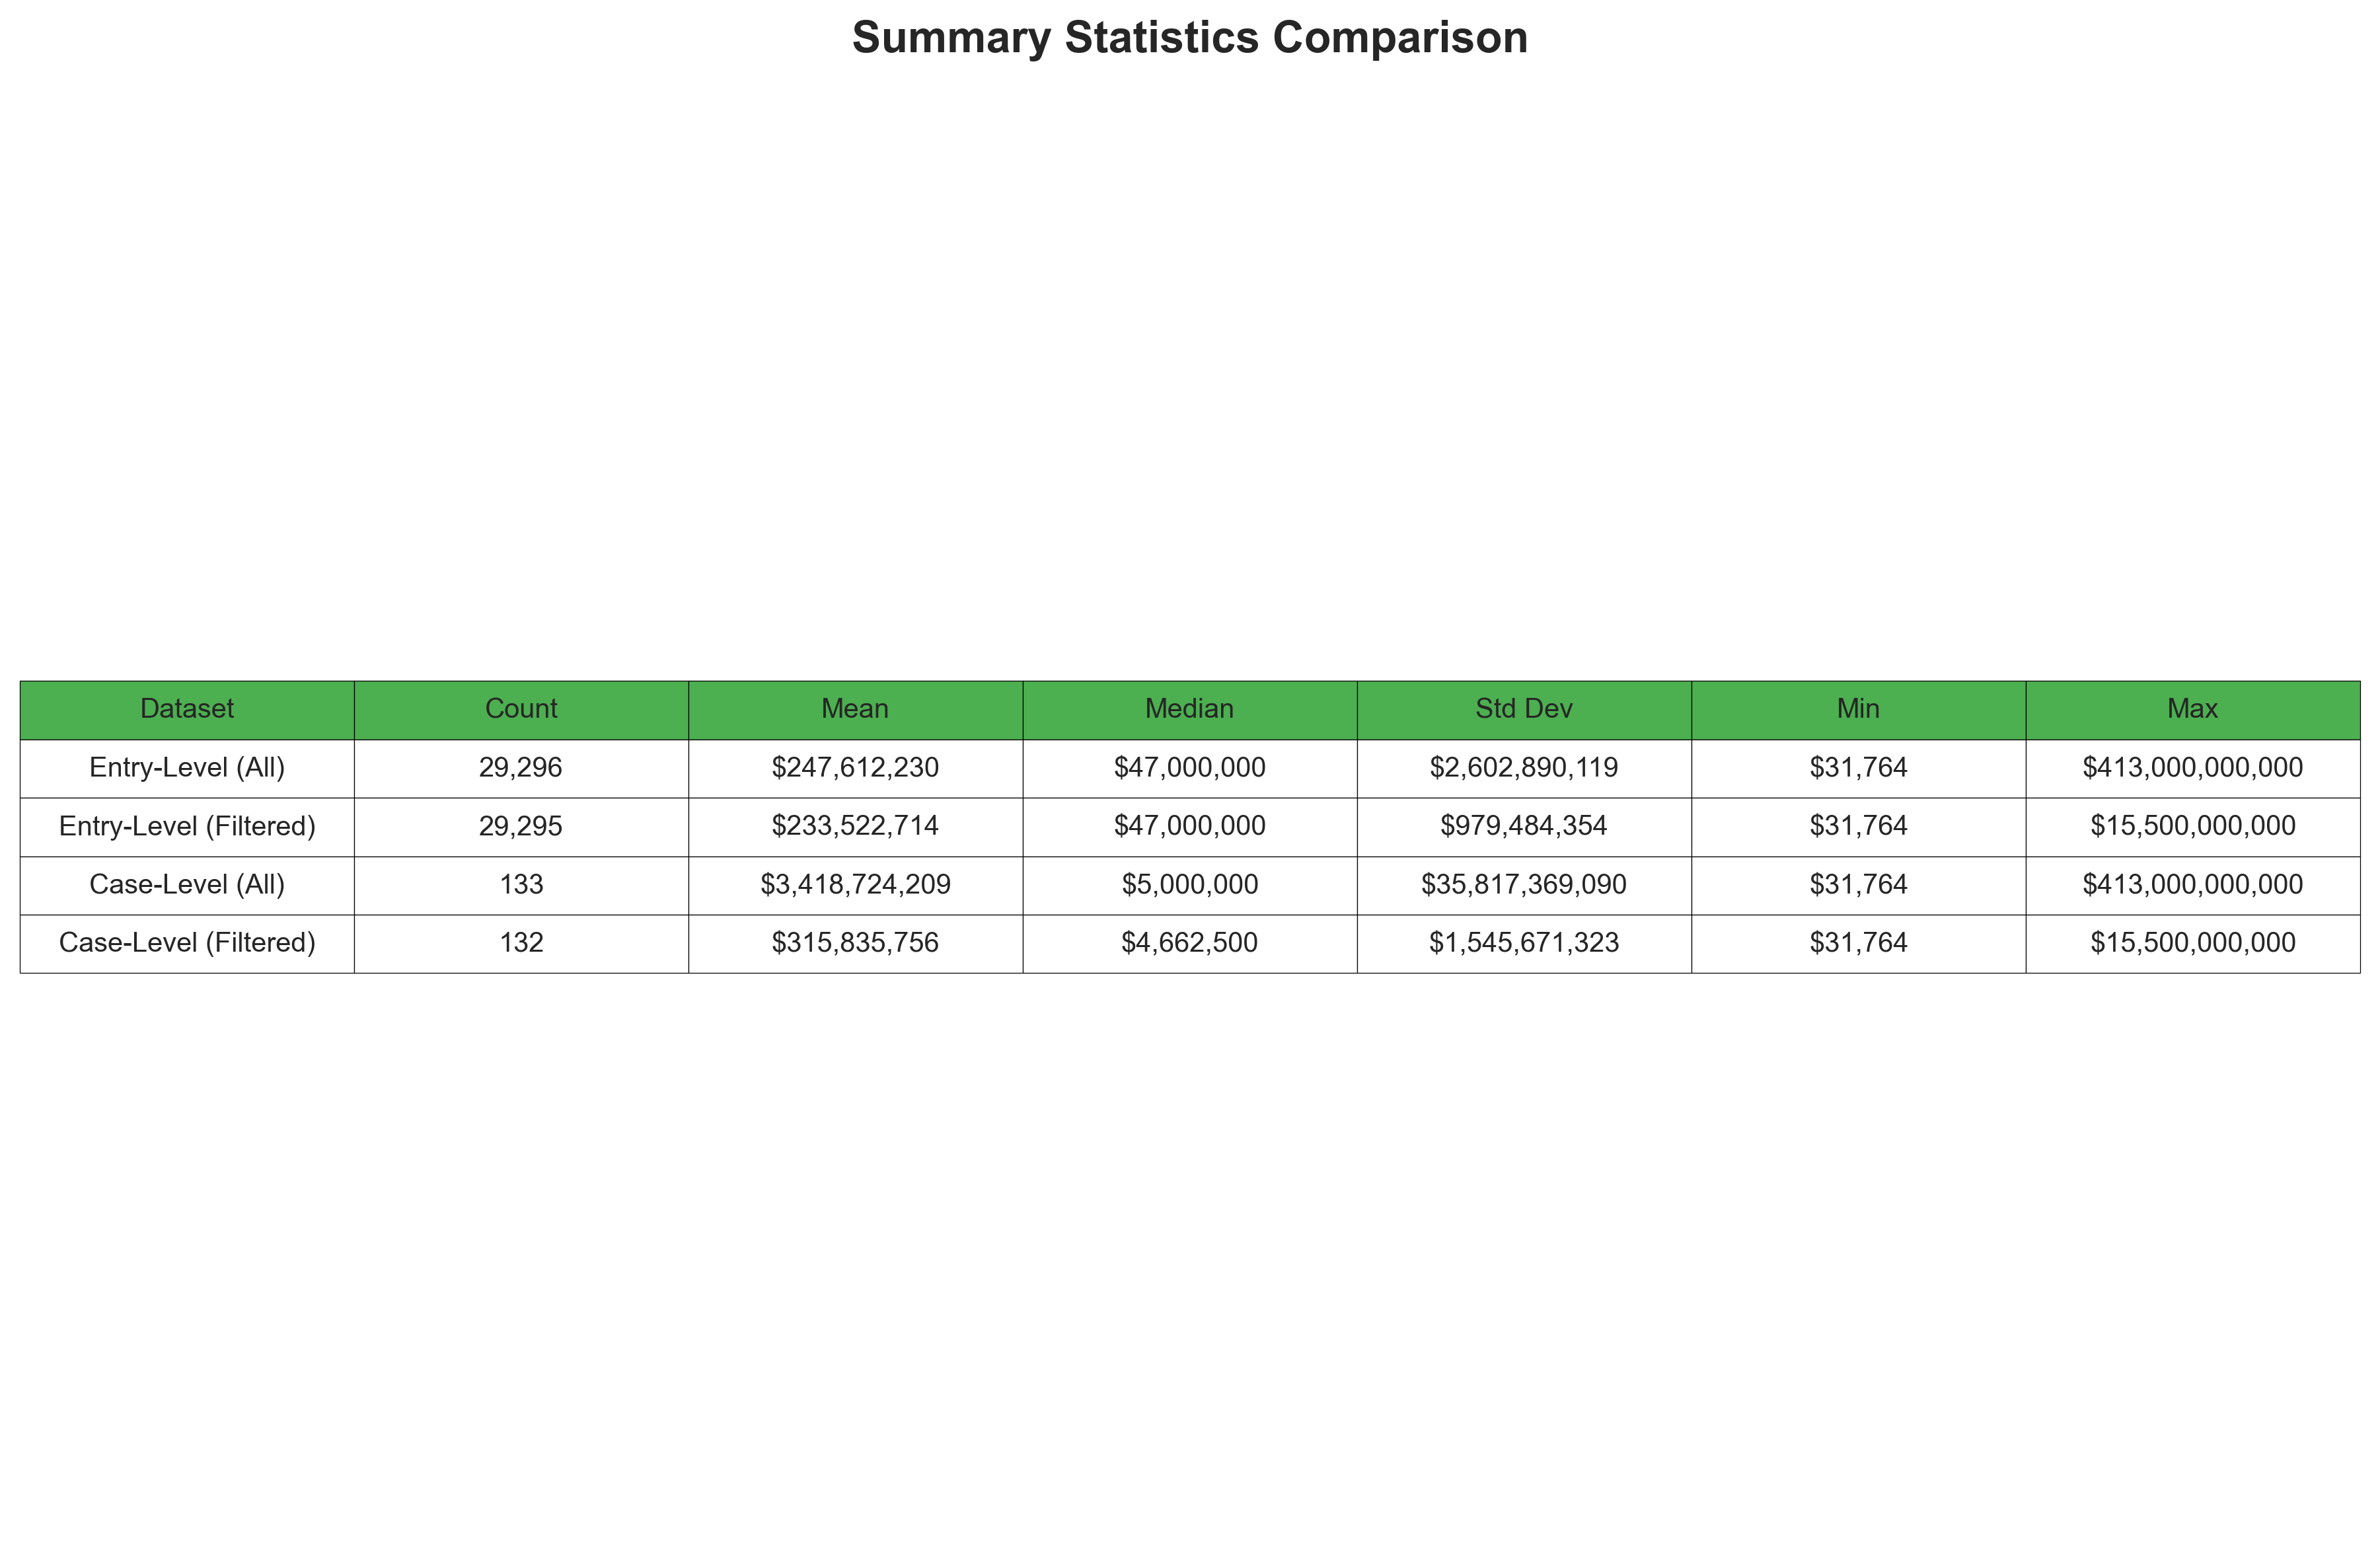 Summary Statistics Comparison
Dataset Count Mean Median Std Dev Min Max
Entry-Level (All) 29,296 $247,612,230 $47,000,000 $2,602,890,119 $31,764 $413,000,000,000
Entry-Level (Filtered) 29,295 $233,522,714 $47,000,000 $979,484,354 $31,764 $15,500,000,000
Case-Level (All) 133 $3,418,724,209 $5,000,000 $35,817,369,090 $31,764 $413,000,000,000
Case-Level (Filtered) 132 $315,835,756 $4,662,500 $1,545,671,323 $31,764 $15,500,000,000